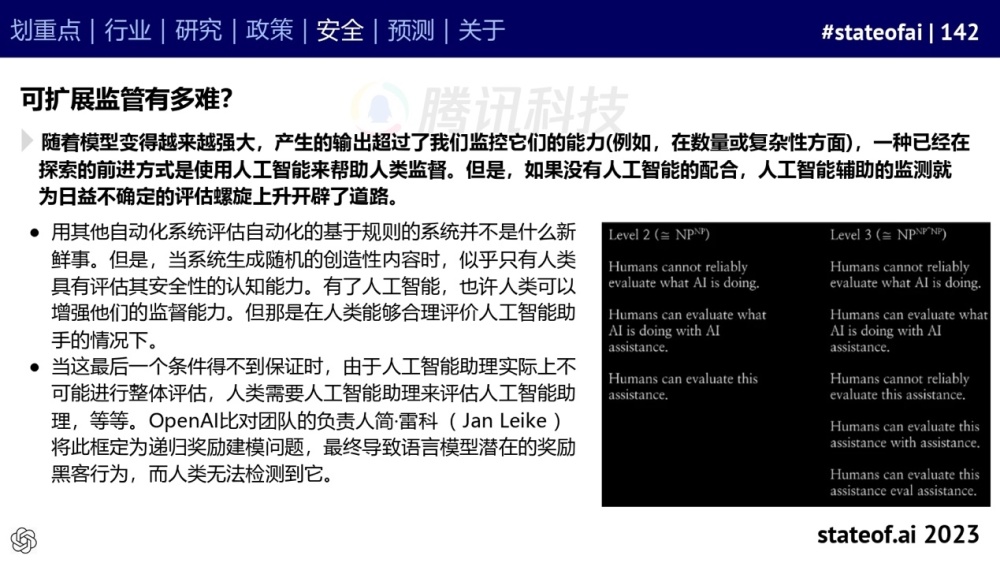 划重点 | 行业 | 研究 | 政策 | 安全 | 预测 | 关于
#stateofai | 142
可扩展监管有多难?
腾讯科技
随着模型变得越来越强大，产生的输出超过了我们监控它们的能力(例如，在数量或复杂性方面)，一种已经在
探索的前进方式是使用人工智能来帮助人类监督。但是，如果没有人工智能的配合，人工智能辅助的监测就
为日益不确定的评估螺旋上升开辟了道路。
● 用其他自动化系统评估自动化的基于规则的系统并不是什么新
鲜事。但是，当系统生成随机的创造性内容时，似乎只有人类
具有评估其安全性的认知能力。有了人工智能，也许人类可以
增强他们的监督能力。但那是在人类能够合理评价人工智能助
手的情况下。
● 当这最后一个条件得不到保证时，由于人工智能助理实际上不
可能进行整体评估，人类需要人工智能助理来评估人工智能助
理，等等。OpenAI比对团队的负责人简·雷科（ Jan Leike ）
将此框定为递归奖励建模问题，最终导致语言模型潜在的奖励
黑客行为，而人类无法检测到它。
Level 2 (≅ NP^NP)
Humans cannot reliably
evaluate what AI is doing.
Humans can evaluate what
AI is doing with AI
assistance.
Humans can evaluate this
assistance.
Level 3 (≅ NP^NP^NP)
Humans cannot reliably
evaluate what AI is doing.
Humans can evaluate what
AI is doing with AI
assistance.
Humans cannot reliably
evaluate this assistance.
Humans can evaluate this
assistance with assistance.
Humans can evaluate this
assistance eval assistance.
stateof.ai 2023